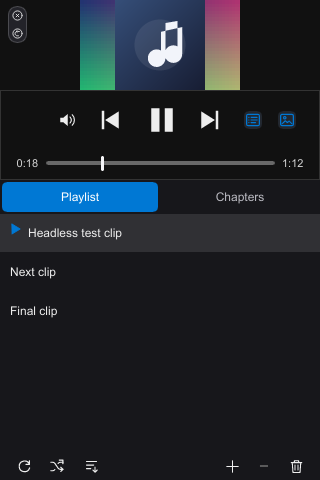 0:18
1:12
Playlist
Chapters
Headless test clip
Next clip
Final clip